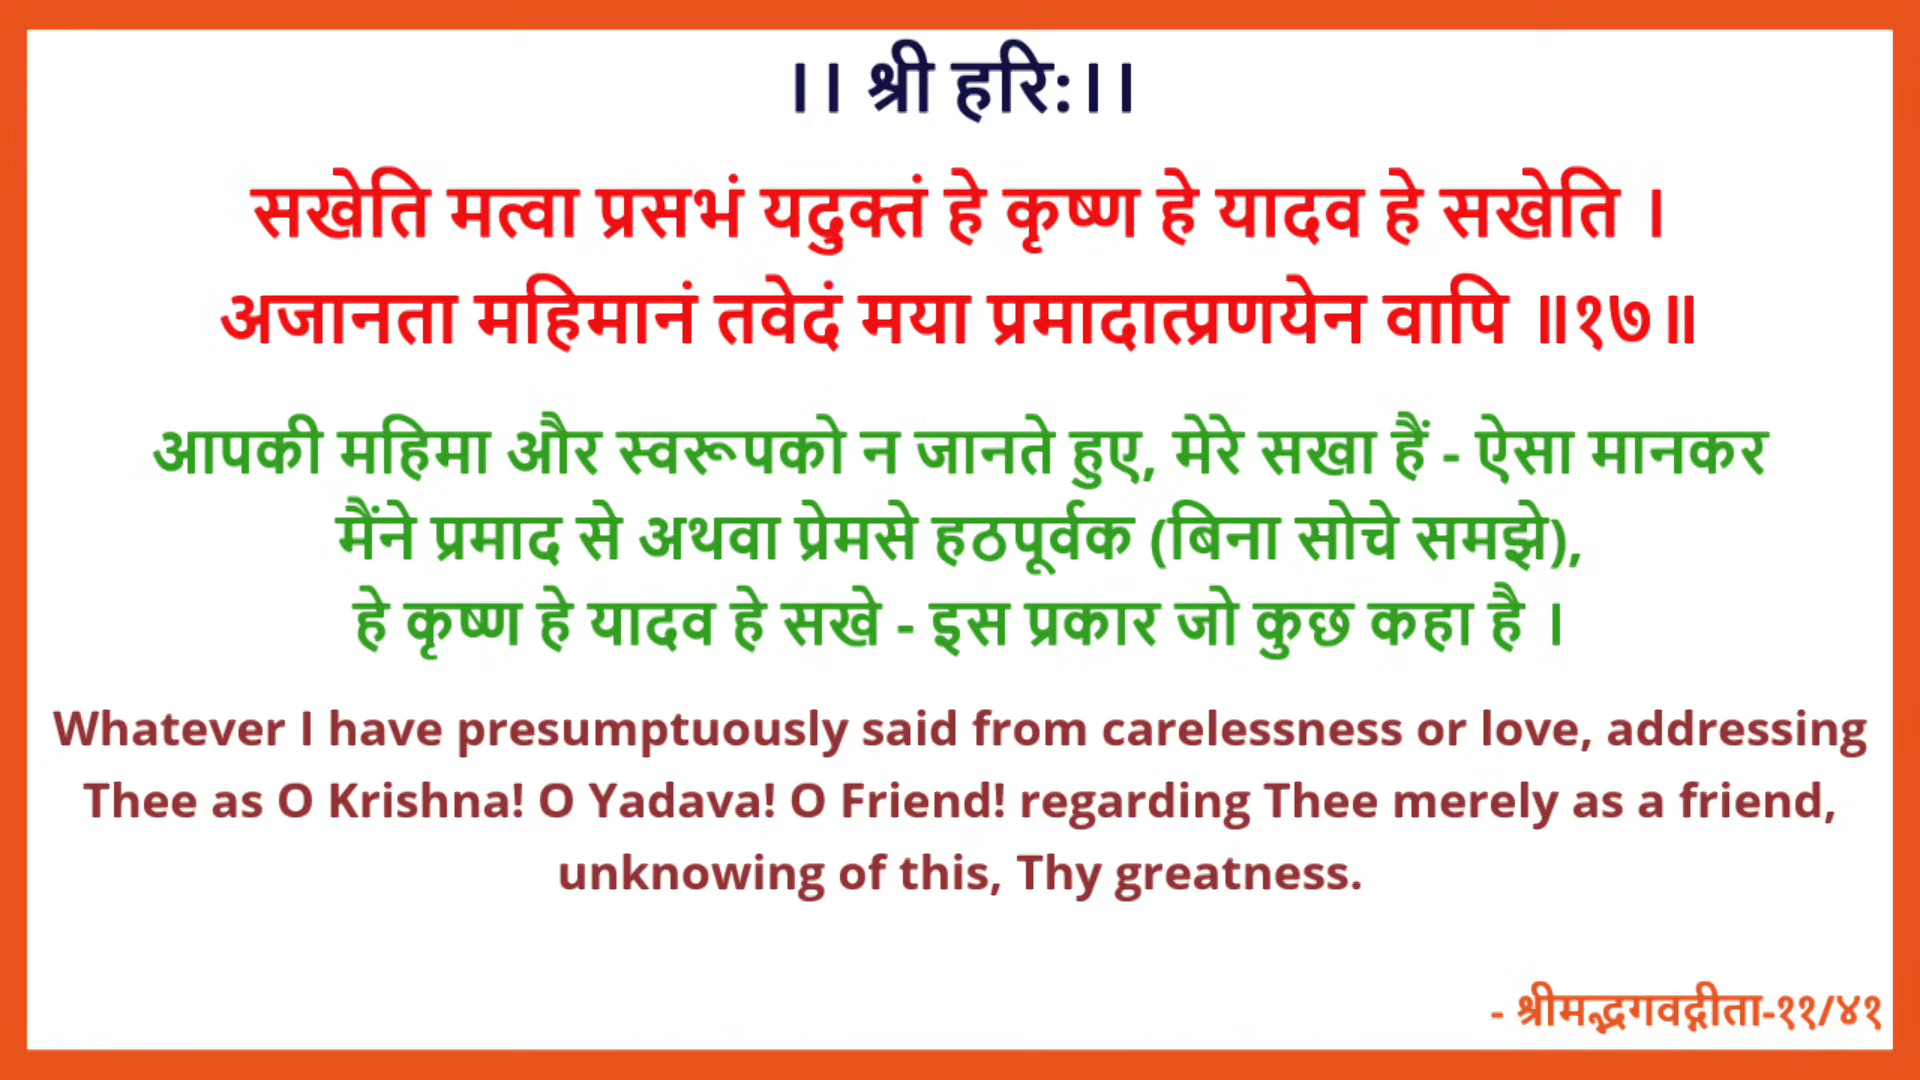 ।। श्री हरि:।।
सखेति मत्वा प्रसभं यदुक्तं हे कृष्ण हे यादव हे सखेति ।
अजानता महिमानं तवेदं मया प्रमादात्प्रणयेन वापि ॥१७॥
आपकी महिमा और स्वरूपको न जानते हुए, मेरे सखा हैं - ऐसा मानकर
मैंने प्रमाद से अथवा प्रेमसे हठपूर्वक (बिना सोचे समझे),
हे कृष्ण हे यादव हे सखे - इस प्रकार जो कुछ कहा है ।
Whatever I have presumptuously said from carelessness or love, addressing
Thee as O Krishna! O Yadava! O Friend! regarding Thee merely as a friend,
unknowing of this, Thy greatness.
- श्रीमद्भगवद्गीता-११/४१